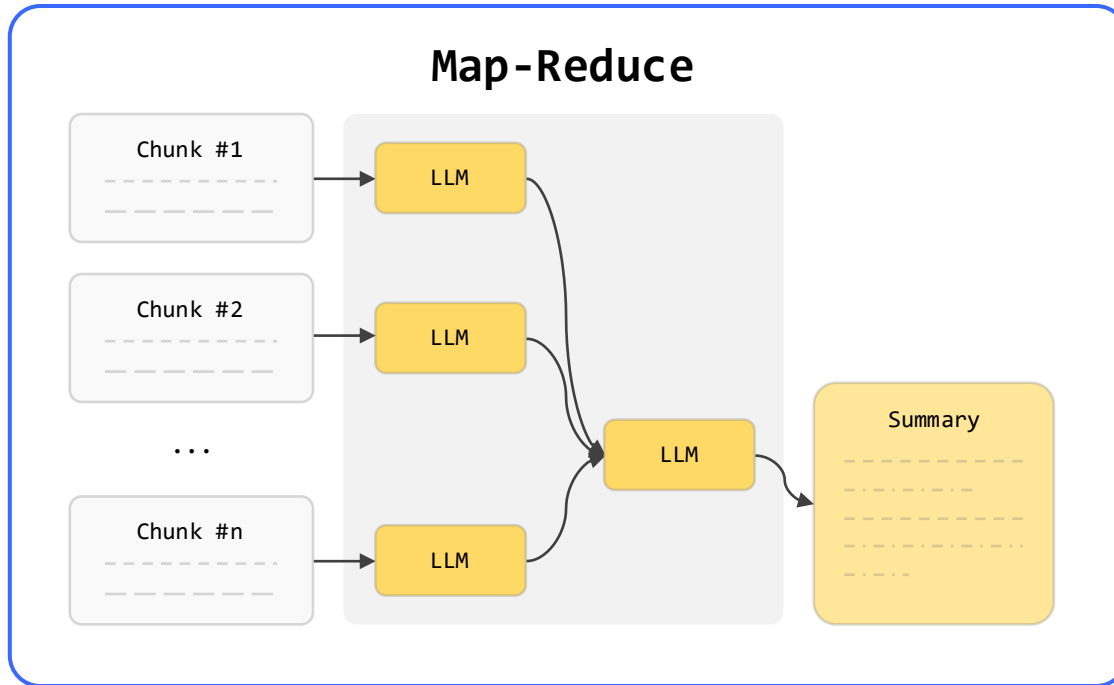 Map-Reduce
Chunk #1
LLM
Chunk #2
LLM
...
LLM
Summary
Chunk #n
LLM